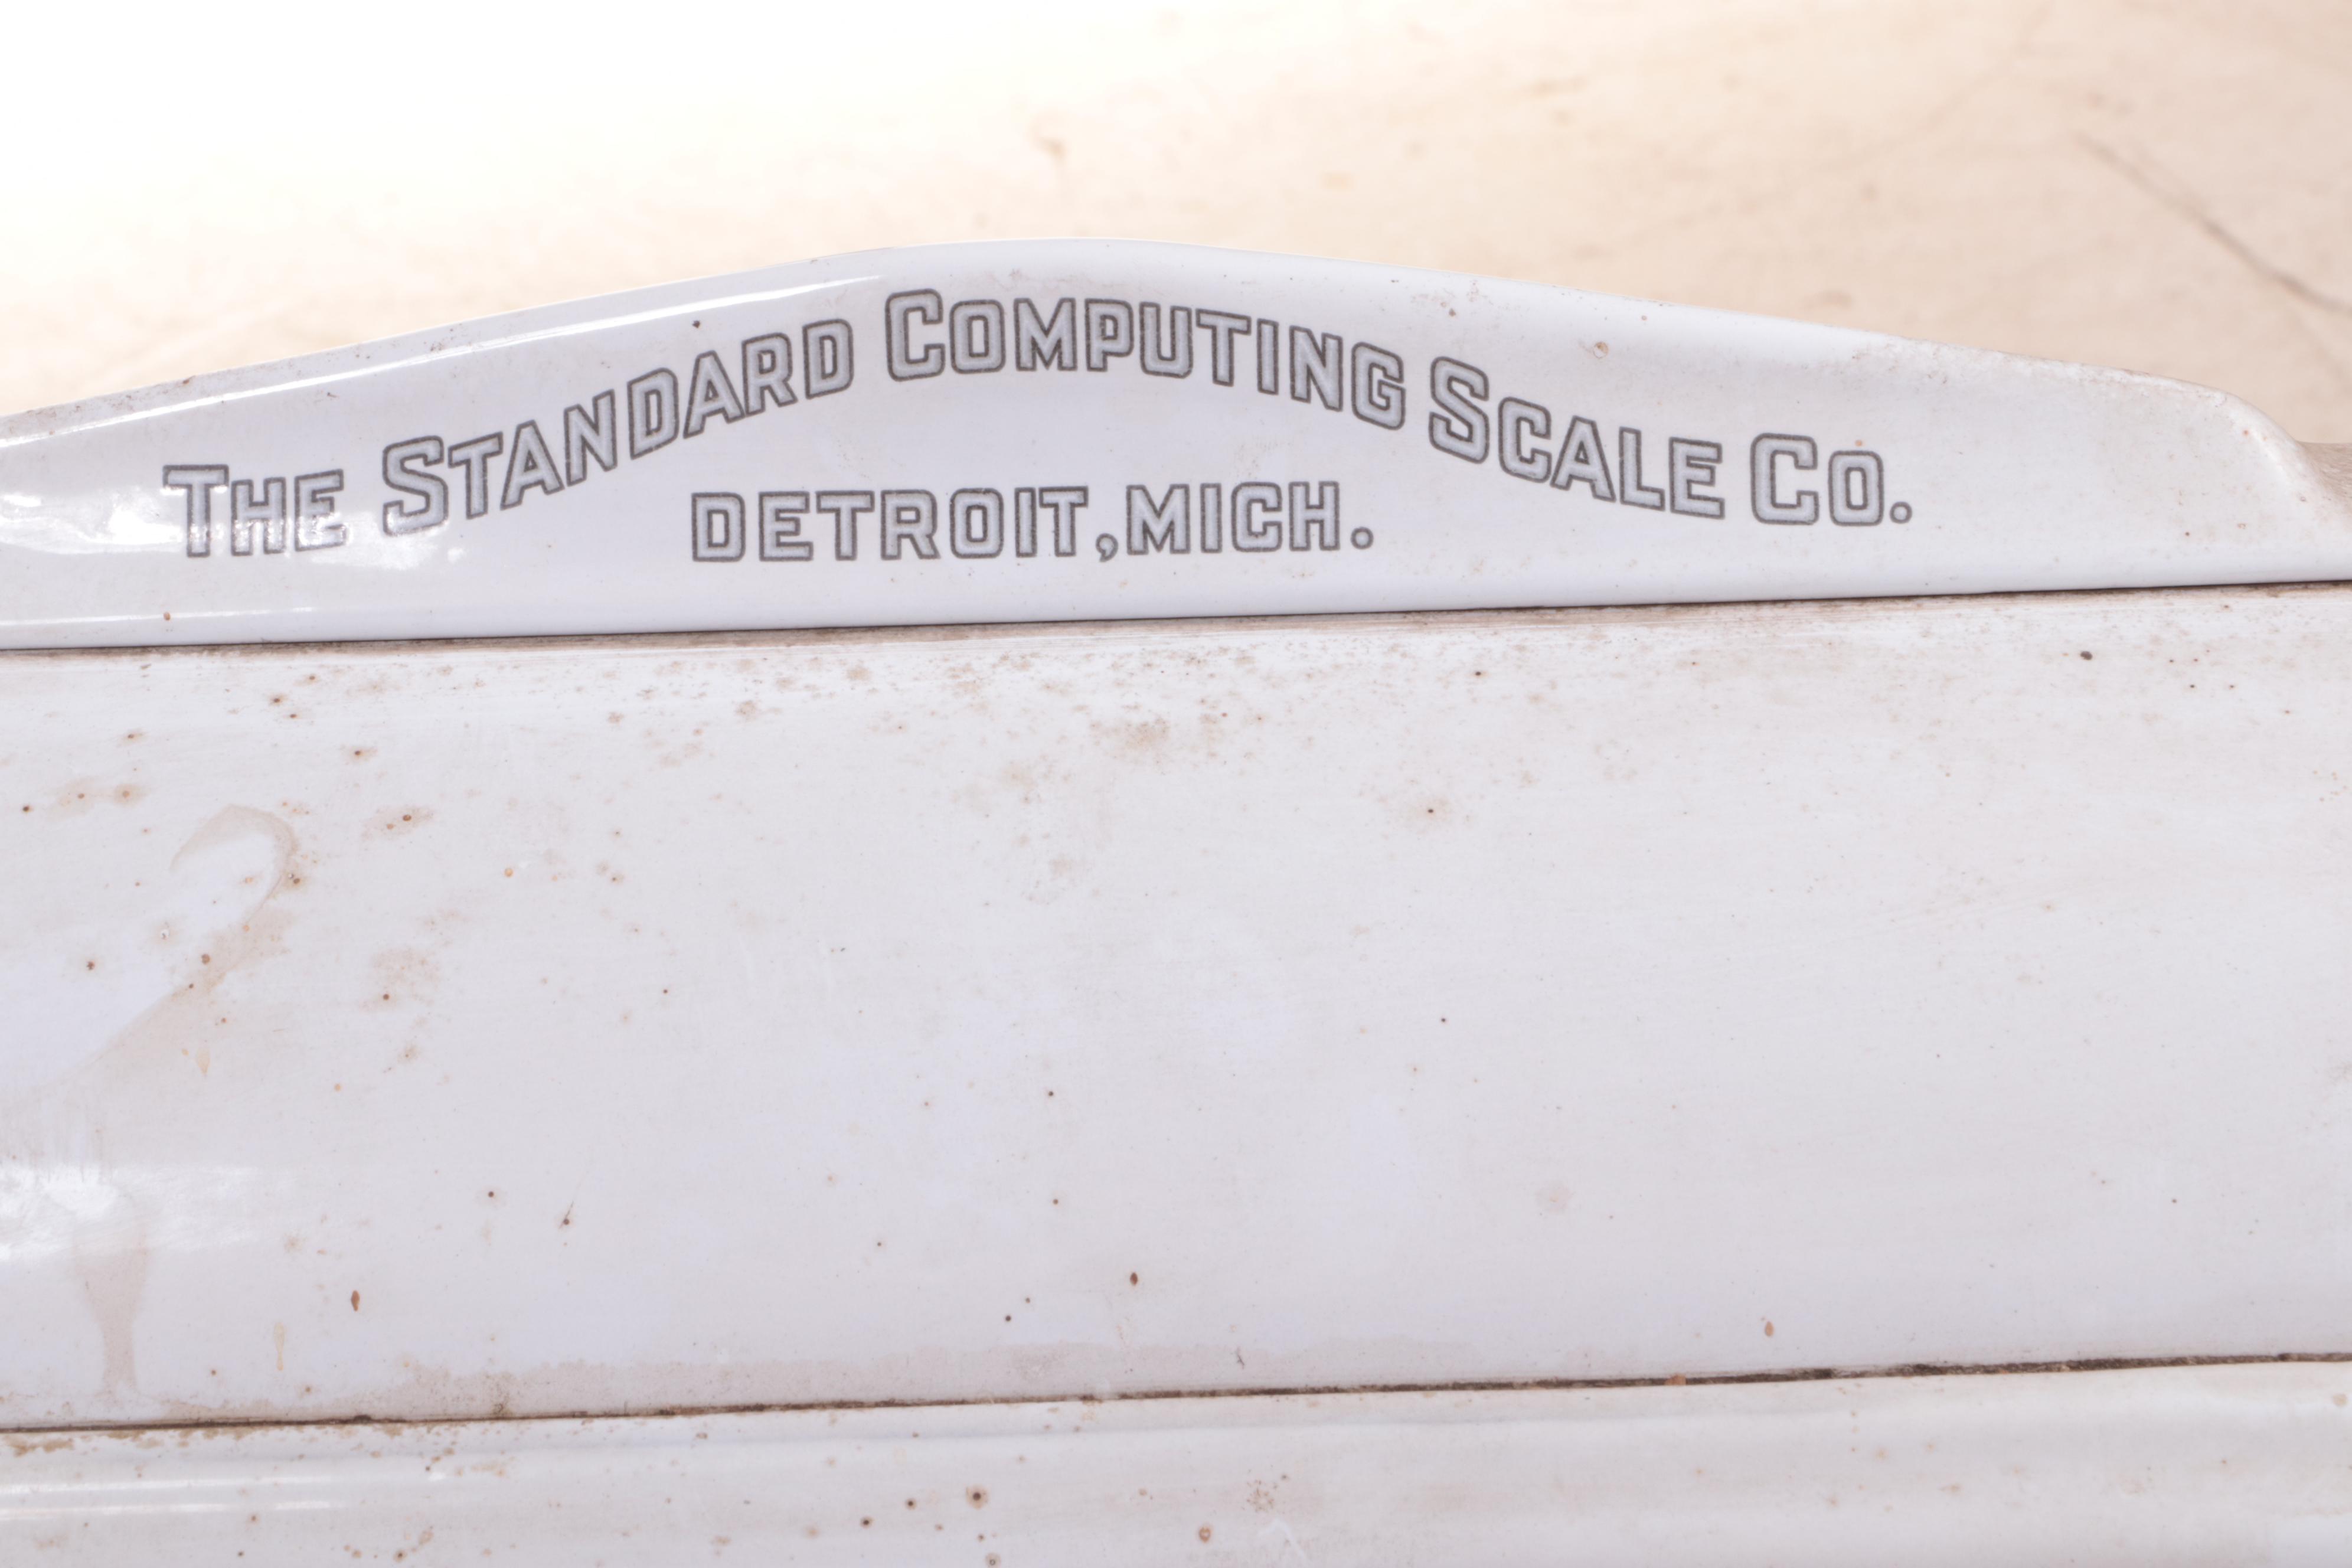 THE STANDARD COMPUTING SCALE CO.
DETROIT, MICH.